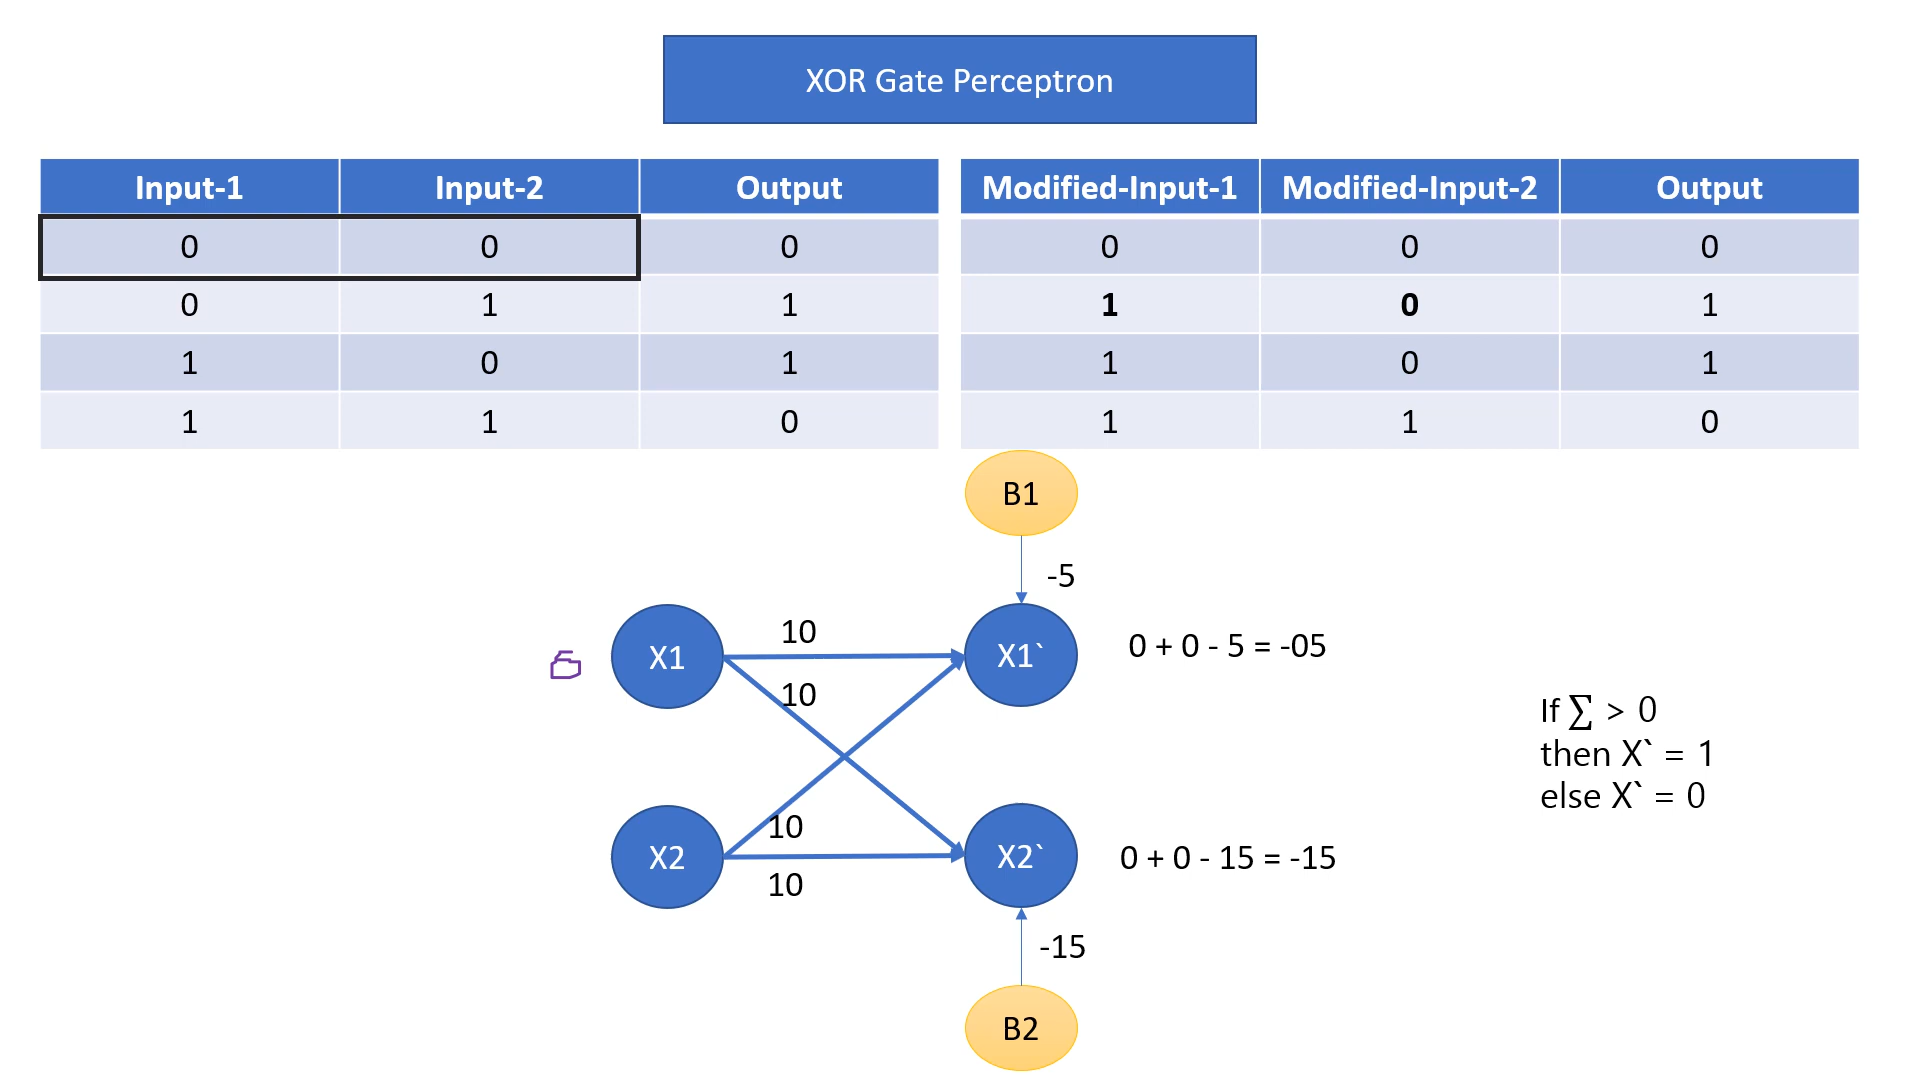 XOR Gate Perceptron
Input-1 Input-2 Output
0 0 0
0 1 1
1 0 1
1 1 0
Modified-Input-1 Modified-Input-2 Output
0 0 0
1 0 1
1 0 1
1 1 0
B1
-5
10
X1
X1`
0 + 0 - 5 = -05
10
If ∑ > 0
then X` = 1
else X` = 0
10
X2
X2`
0 + 0 - 15 = -15
10
-15
B2